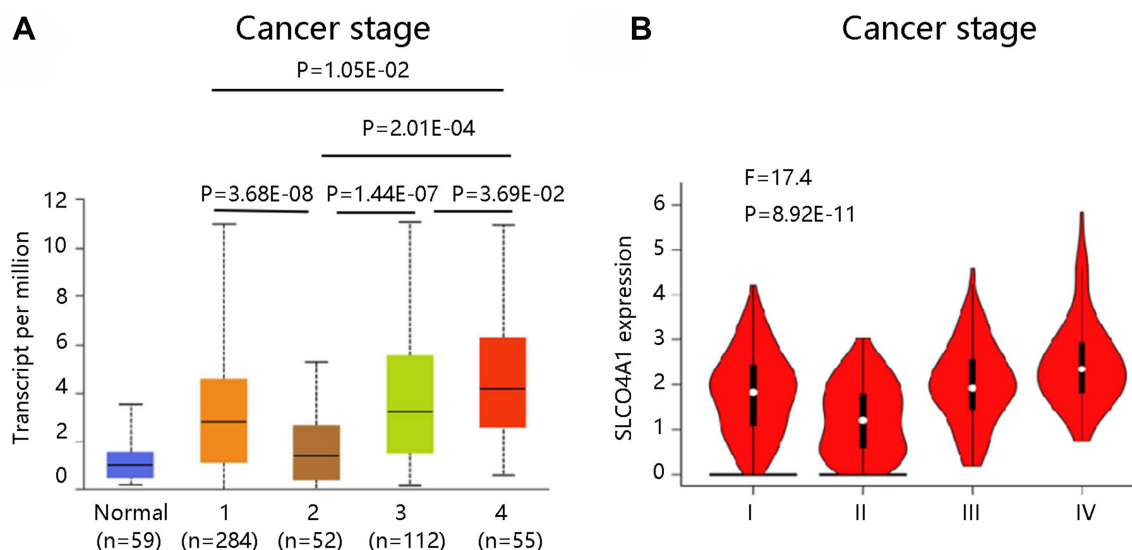 A
Cancer stage
P=1.05E-02
P=2.01E-04
P=3.68E-08
P=1.44E-07
P=3.69E-02
Transcript per million
12
10
8
6
4
2
0
Normal
(n=59)
1
(n=284)
2
(n=52)
3
(n=112)
4
(n=55)
B
Cancer stage
F=17.4
P=8.92E-11
SLCO4A1 expression
6
5
4
3
2
1
0
I
II
III
IV